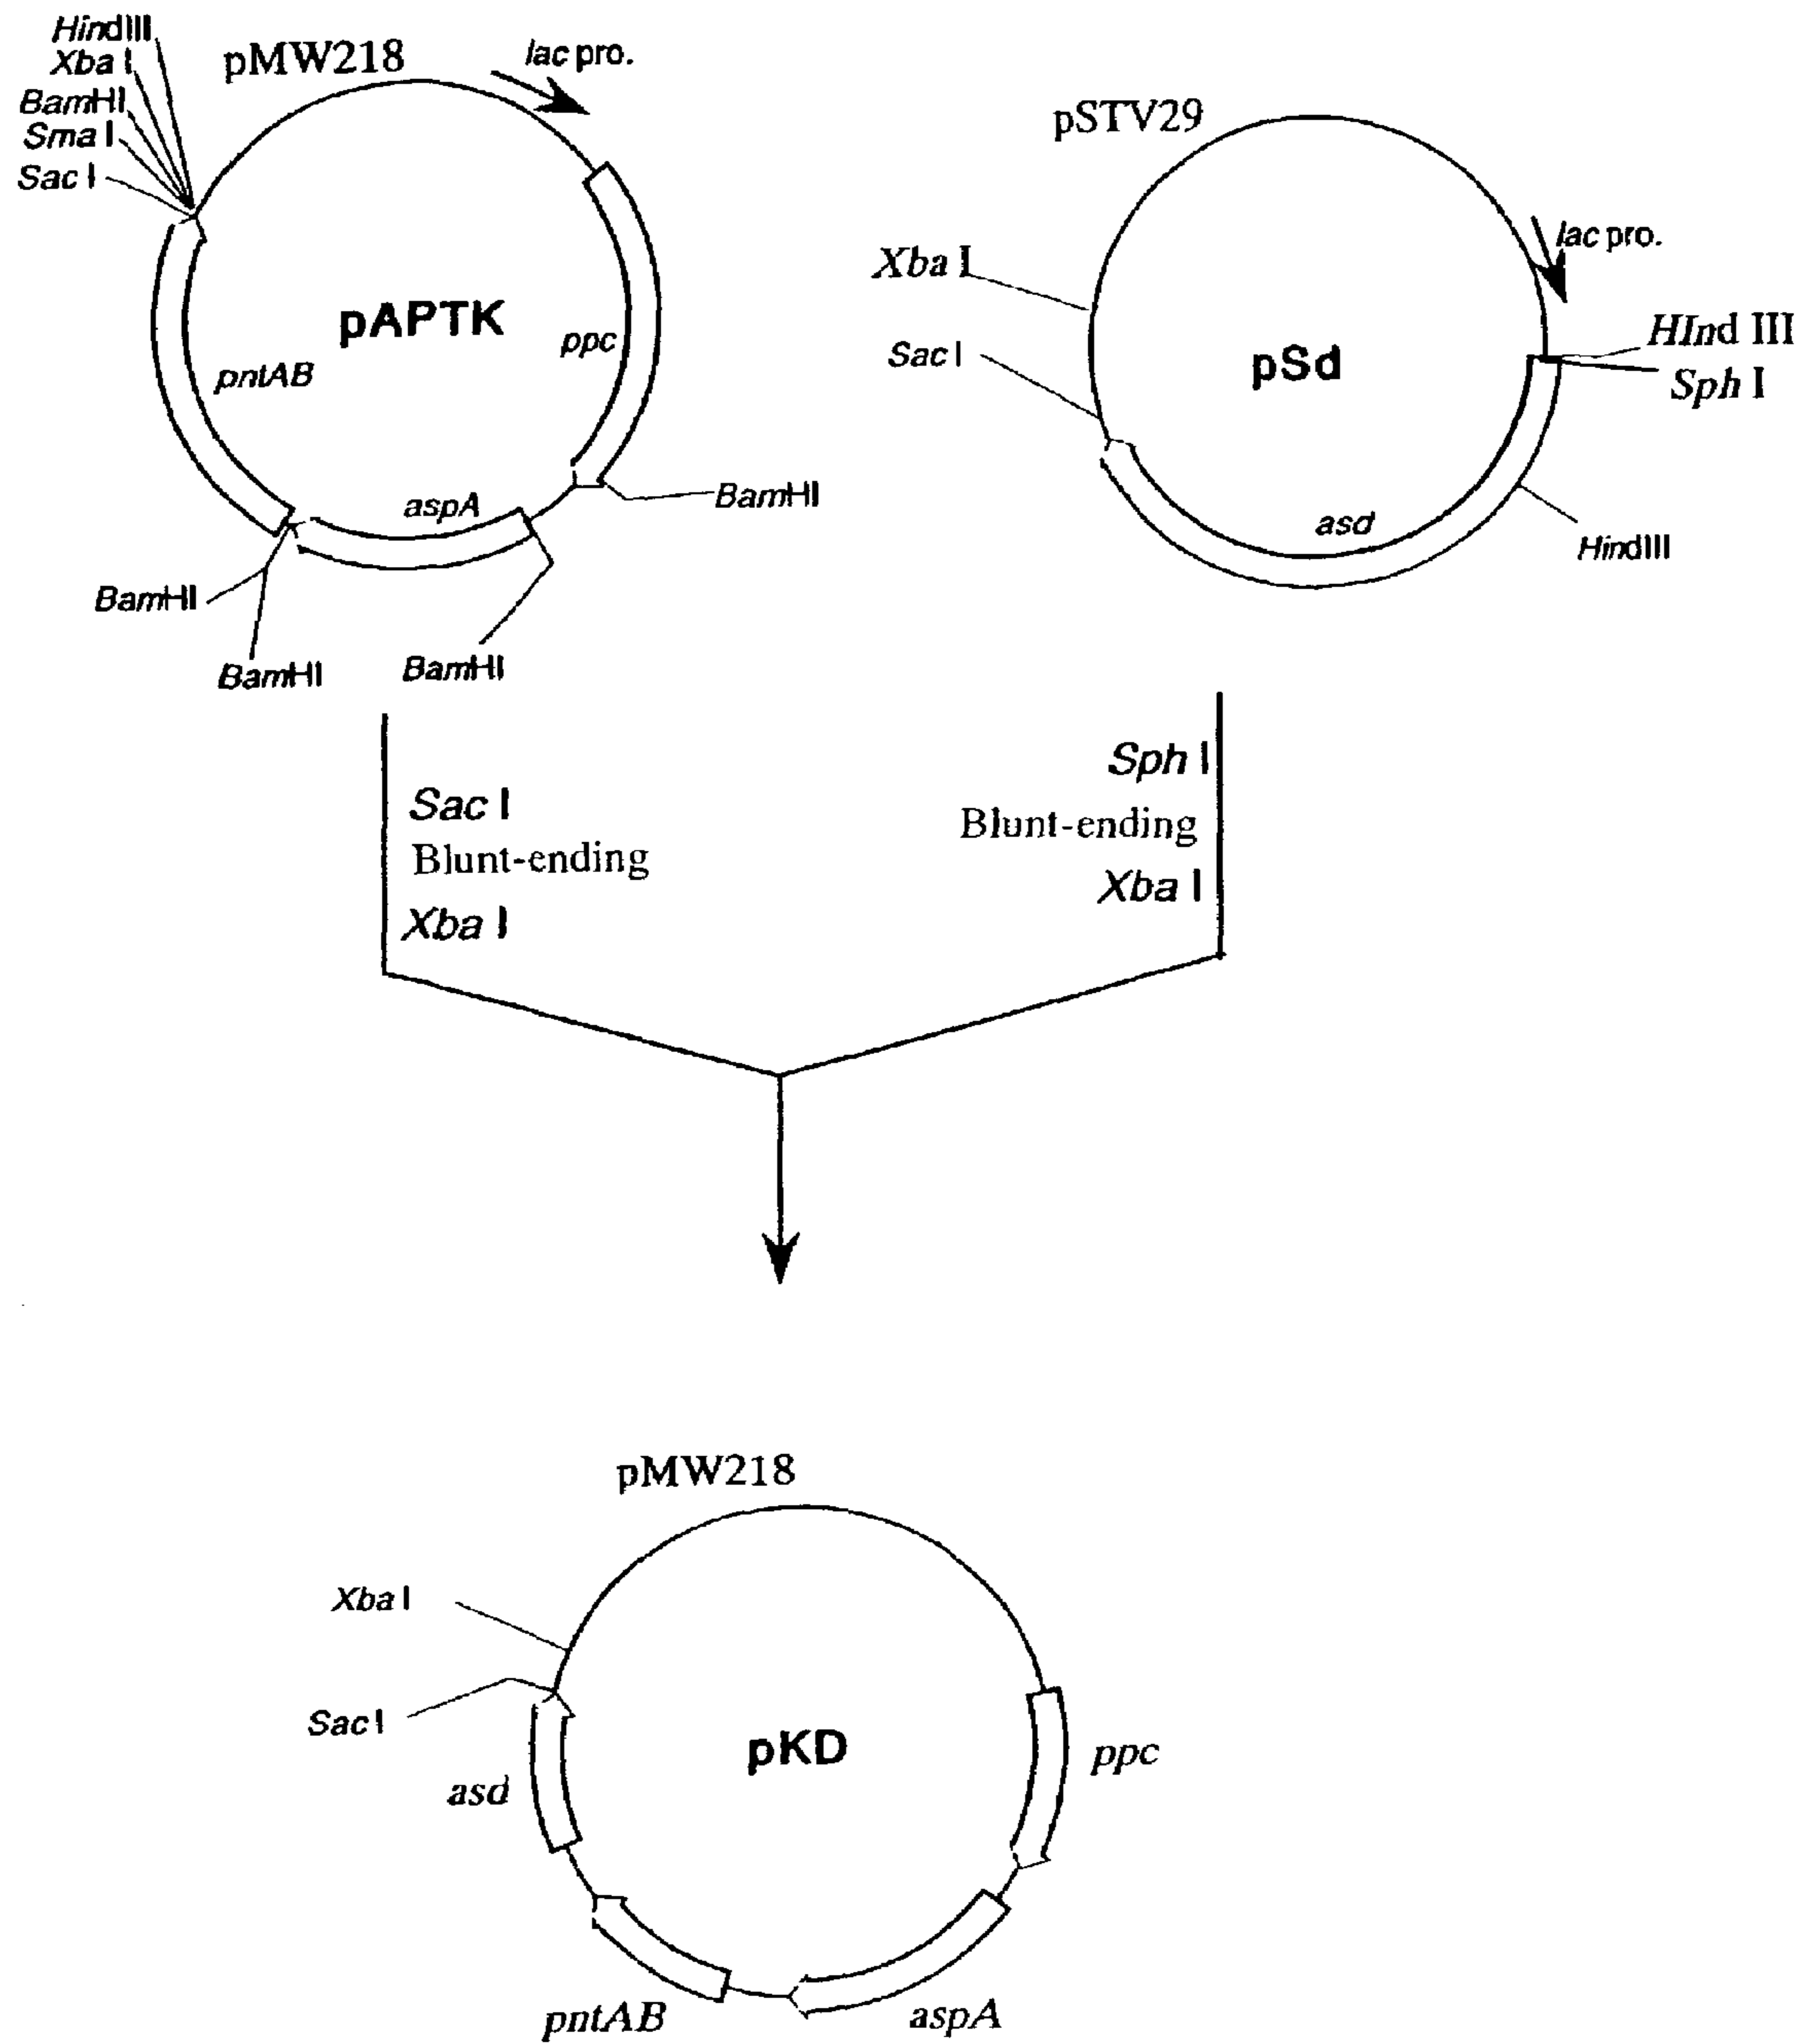 HindIII
Xba I
BamHI
Sma I
Sac I
pMW218
lac pro.
pAPTK
ppc
pntAB
aspA
BamHI
BamHI
BamHI
BamHI
pSTV29
lac pro.
Xba I
Sac I
pSd
HInd III
Sph I
asd
HindIII
Sac I
Blunt-ending
Xba I
Sph I
Blunt-ending
Xba I
pMW218
Xba I
Sac I
pKD
ppc
asd
pntAB
aspA